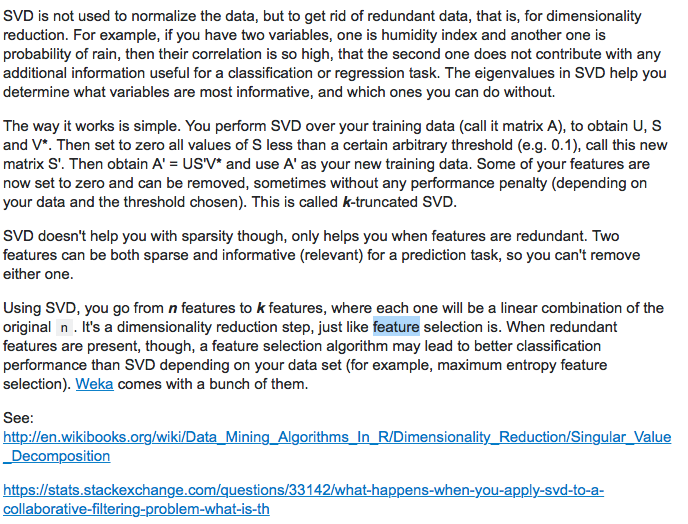 SVD is not used to normalize the data, but to get rid of redundant data, that is, for dimensionality
reduction. For example, if you have two variables, one is humidity index and another one is
probability of rain, then their correlation is so high, that the second one does not contribute with any
additional information useful for a classification or regression task. The eigenvalues in SVD help you
determine what variables are most informative, and which ones you can do without.
The way it works is simple. You perform SVD over your training data (call it matrix A), to obtain U, S
and V*. Then set to zero all values of S less than a certain arbitrary threshold (e.g. 0.1), call this new
matrix S'. Then obtain A' = US'V* and use A' as your new training data. Some of your features are
now set to zero and can be removed, sometimes without any performance penalty (depending on
your data and the threshold chosen). This is called k-truncated SVD.
SVD doesn't help you with sparsity though, only helps you when features are redundant. Two
features can be both sparse and informative (relevant) for a prediction task, so you can't remove
either one.
Using SVD, you go from n features to k features, where each one will be a linear combination of the
original n . It's a dimensionality reduction step, just like feature selection is. When redundant
features are present, though, a feature selection algorithm may lead to better classification
performance than SVD depending on your data set (for example, maximum entropy feature
selection). Weka comes with a bunch of them.
See:
http://en.wikibooks.org/wiki/Data_Mining_Algorithms_In_R/Dimensionality_Reduction/Singular_Value
_Decomposition
https://stats.stackexchange.com/questions/33142/what-happens-when-you-apply-svd-to-a-
collaborative-filtering-problem-what-is-th